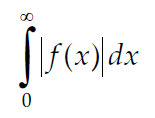 ∫₀^∞ |f(x)| dx